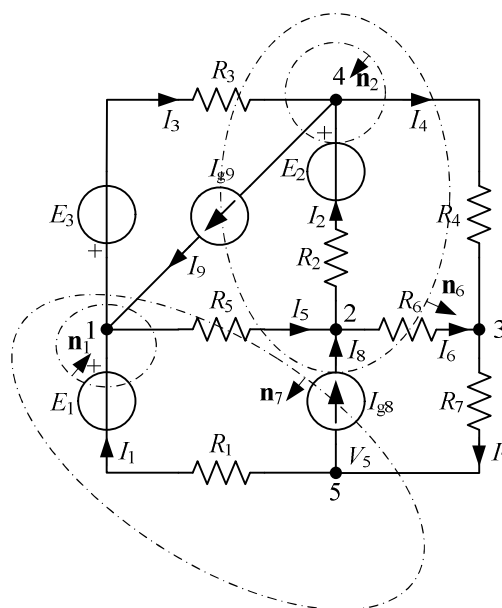 R3
4
n2
I3
I4
Ig9
+
E2
E3
+
I2
R4
I9
R2
R5
R6
n6
1
I5
2
n1
I6
3
+
I8
n7
E1
Ig8
R7
I1
R1
V5
I
5